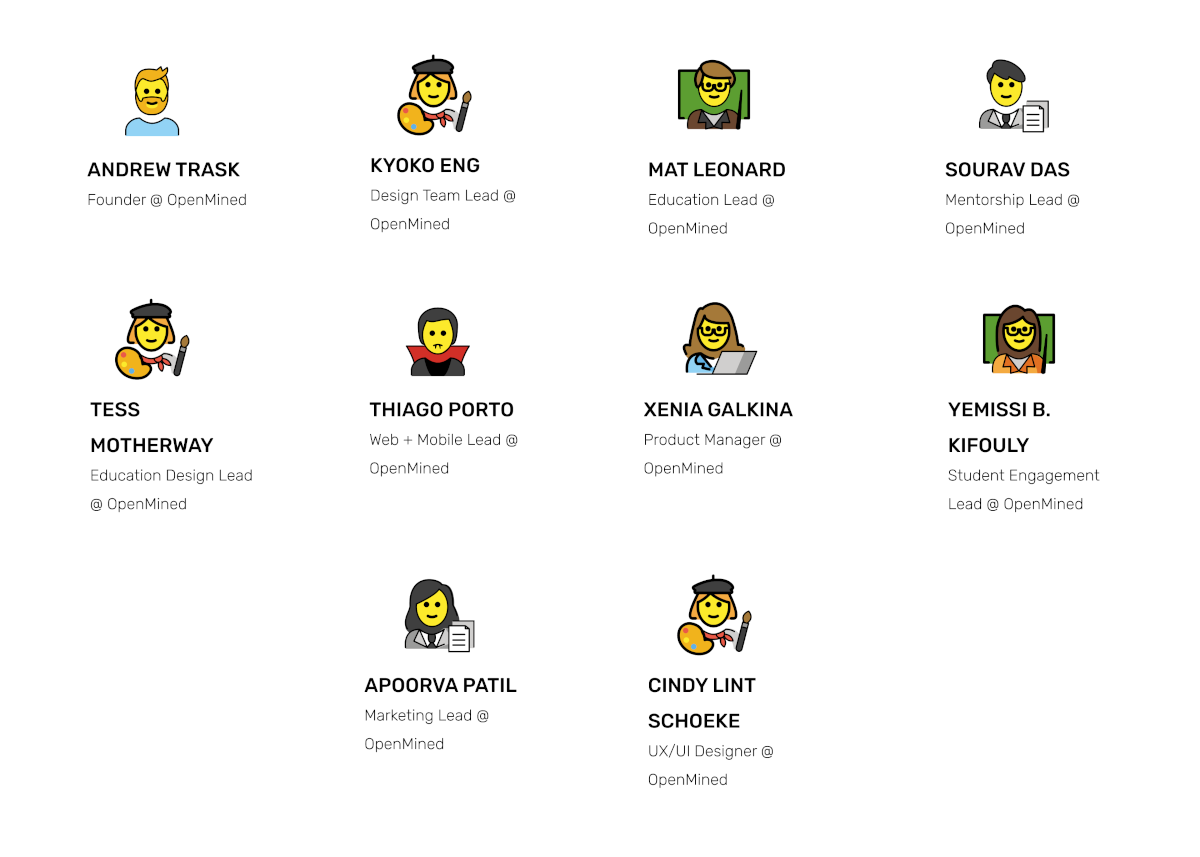 ANDREW TRASK
Founder @ OpenMined
KYOKO ENG
Design Team Lead @
OpenMined
MAT LEONARD
Education Lead @
OpenMined
SOURAV DAS
Mentorship Lead @
OpenMined
TESS
MOTHERWAY
Education Design Lead
@ OpenMined
THIAGO PORTO
Web + Mobile Lead @
OpenMined
XENIA GALKINA
Product Manager @
OpenMined
YEMISSI B.
KIFOULY
Student Engagement
Lead @ OpenMined
APOORVA PATIL
Marketing Lead @
OpenMined
CINDY LINT
SCHOEKE
UX/UI Designer @
OpenMined